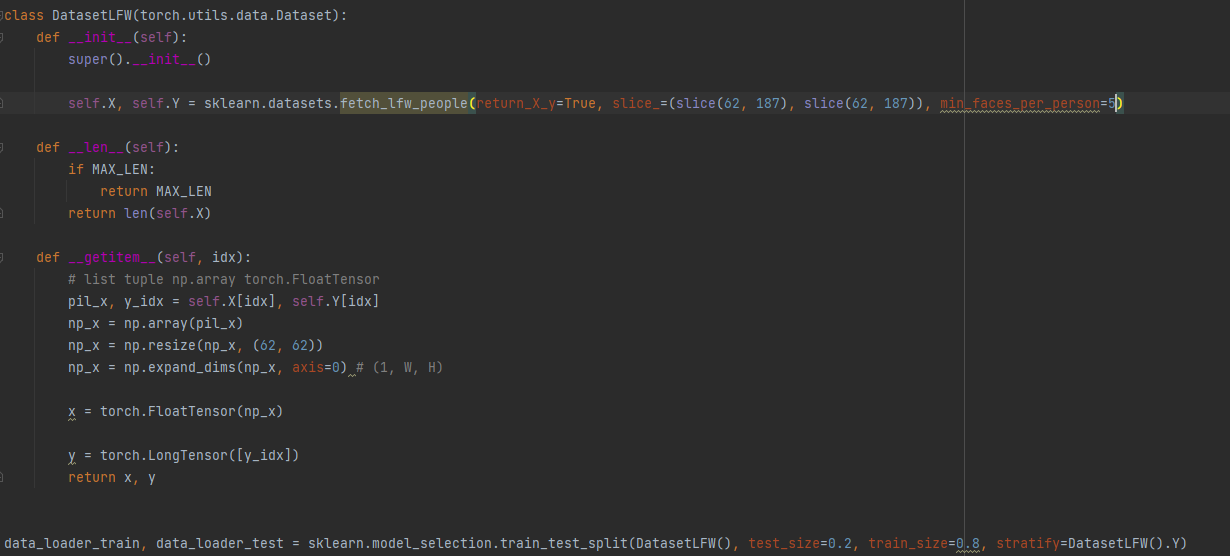 class DatasetLFW(torch.utils.data.Dataset):
def __init__(self):
super().__init__()
self.X, self.Y = sklearn.datasets.fetch_lfw_people(return_X_y=True, slice_=(slice(62, 187), slice(62, 187)), min_faces_per_person=5)
def __len__(self):
if MAX_LEN:
return MAX_LEN
return len(self.X)
def __getitem__(self, idx):
# list tuple np.array torch.FloatTensor
pil_x, y_idx = self.X[idx], self.Y[idx]
np_x = np.array(pil_x)
np_x = np.resize(np_x, (62, 62))
np_x = np.expand_dims(np_x, axis=0) # (1, W, H)
x = torch.FloatTensor(np_x)
y = torch.LongTensor([y_idx])
return x, y
data_loader_train, data_loader_test = sklearn.model_selection.train_test_split(DatasetLFW(), test_size=0.2, train_size=0.8, stratify=DatasetLFW().Y)